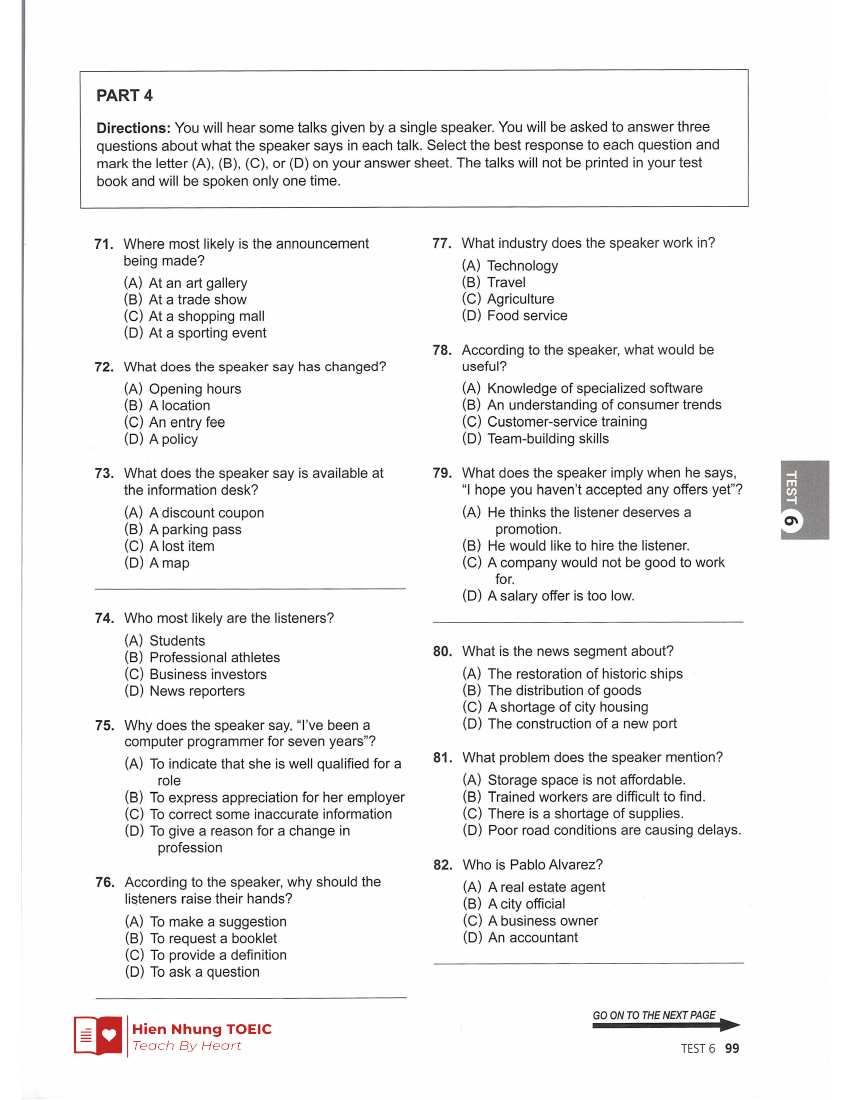 PART 4
Directions: You will hear some talks given by a single speaker. You will be asked to answer three
questions about what the speaker says in each talk. Select the best response to each question and
mark the letter (A), (B), (C), or (D) on your answer sheet. The talks will not be printed in your test
book and will be spoken only one time.
71. Where most likely is the announcement
being made?
(A) At an art gallery
(B) At a trade show
(C) At a shopping mall
(D) At a sporting event
72. What does the speaker say has changed?
(A) Opening hours
(B) A location
(C) An entry fee
(D) A policy
73. What does the speaker say is available at
the information desk?
(A) A discount coupon
(B) A parking pass
(C) A lost item
(D) A map
74. Who most likely are the listeners?
(A) Students
(B) Professional athletes
(C) Business investors
(D) News reporters
75. Why does the speaker say, “I’ve been a
computer programmer for seven years”?
(A) To indicate that she is well qualified for a
role
(B) To express appreciation for her employer
(C) To correct some inaccurate information
(D) To give a reason for a change in
profession
76. According to the speaker, why should the
listeners raise their hands?
(A) To make a suggestion
(B) To request a booklet
(C) To provide a definition
(D) To ask a question
77. What industry does the speaker work in?
(A) Technology
(B) Travel
(C) Agriculture
(D) Food service
78. According to the speaker, what would be
useful?
(A) Knowledge of specialized software
(B) An understanding of consumer trends
(C) Customer-service training
(D) Team-building skills
79. What does the speaker imply when he says,
“I hope you haven’t accepted any offers yet”?
(A) He thinks the listener deserves a
promotion.
(B) He would like to hire the listener.
(C) A company would not be good to work
for.
(D) A salary offer is too low.
80. What is the news segment about?
(A) The restoration of historic ships
(B) The distribution of goods
(C) A shortage of city housing
(D) The construction of a new port
81. What problem does the speaker mention?
(A) Storage space is not affordable.
(B) Trained workers are difficult to find.
(C) There is a shortage of supplies.
(D) Poor road conditions are causing delays.
82. Who is Pablo Alvarez?
(A) A real estate agent
(B) A city official
(C) A business owner
(D) An accountant
TEST 6
Hien Nhung TOEIC
Teach By Heart
GO ON TO THE NEXT PAGE
TEST 6 99